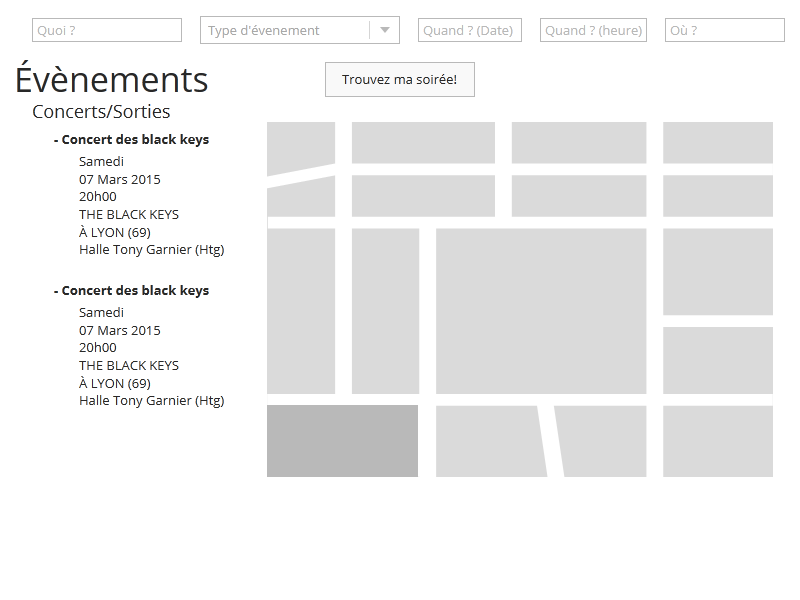 Quoi ?
Type d'évenement
Quand ? (Date)
Quand ? (heure)
Où ?
Trouvez ma soirée!
Évènements
Concerts/Sorties
- Concert des black keys
Samedi
07 Mars 2015
20h00
THE BLACK KEYS
À LYON (69)
Halle Tony Garnier (Htg)
- Concert des black keys
Samedi
07 Mars 2015
20h00
THE BLACK KEYS
À LYON (69)
Halle Tony Garnier (Htg)